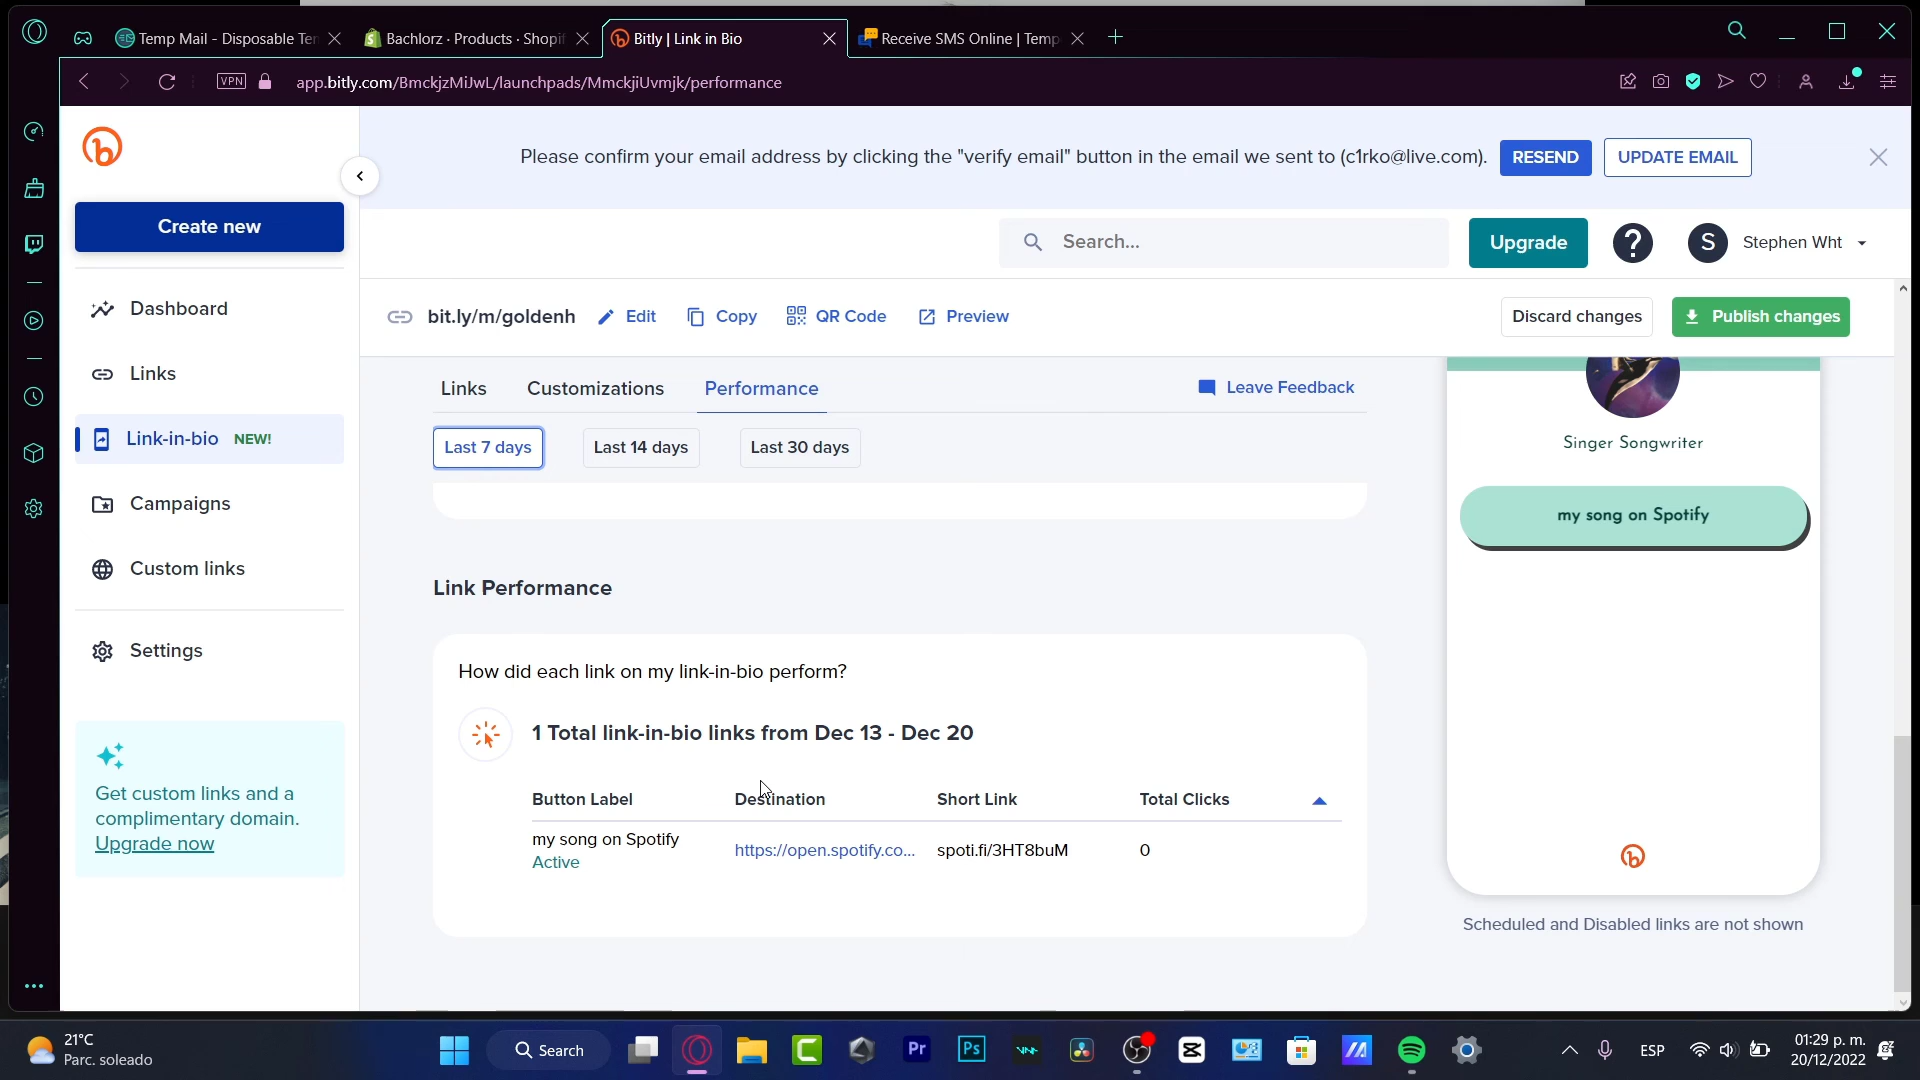 Temp Mail - Disposable Ten
Bachlorz · Products · Shopif
Bitly | Link in Bio
Receive SMS Online | Temp
VPN
app.bitly.com/BmckjzMiJwL/launchpads/MmckjiUvmjk/performance
Please confirm your email address by clicking the "verify email" button in the email we sent to (c1rko@live.com).
RESEND
UPDATE EMAIL
Create new
Search...
Upgrade
?
S
Stephen Wht
Dashboard
Links
Link-in-bio NEW!
Campaigns
Custom links
Settings
Get custom links and a
complimentary domain.
Upgrade now
bit.ly/m/goldenh
Edit
Copy
QR Code
Preview
Discard changes
Publish changes
Links
Customizations
Performance
Leave Feedback
Last 7 days
Last 14 days
Last 30 days
Link Performance
How did each link on my link-in-bio perform?
1 Total link-in-bio links from Dec 13 - Dec 20
Button Label
Destination
Short Link
Total Clicks
my song on Spotify
Active
https://open.spotify.co...
spoti.fi/3HT8buM
0
Singer Songwriter
my song on Spotify
Scheduled and Disabled links are not shown
21°C
Parc. soleado
Search
Pr
Ps
ESP
01:29 p. m.
20/12/2022